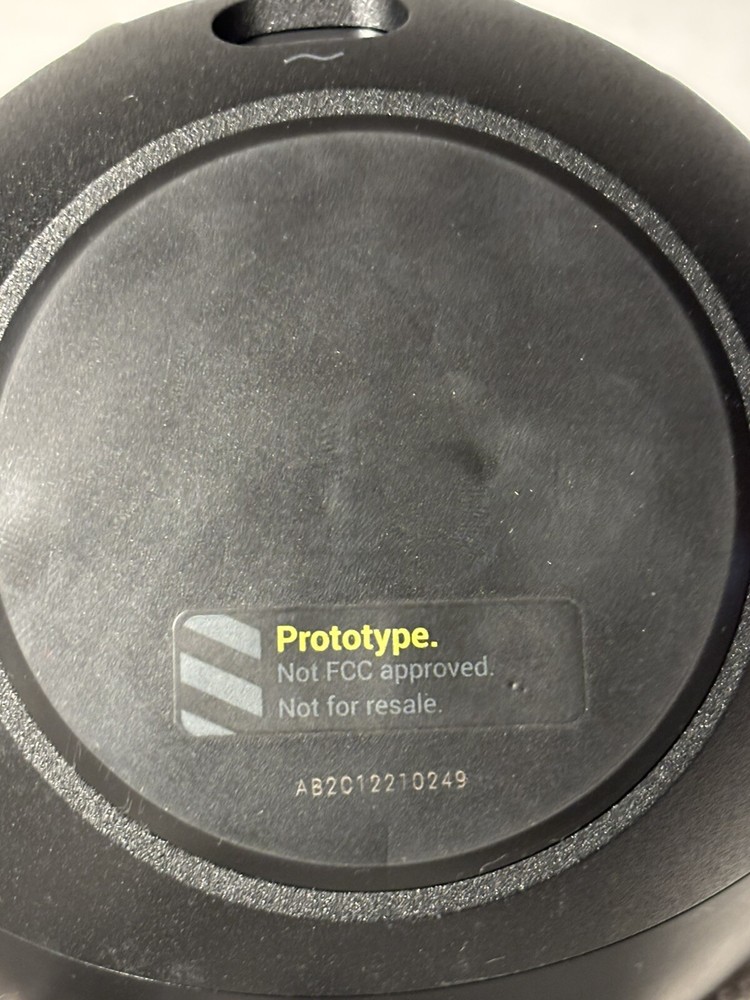 Prototype.
Not FCC approved.
Not for resale.
AB2C12210249